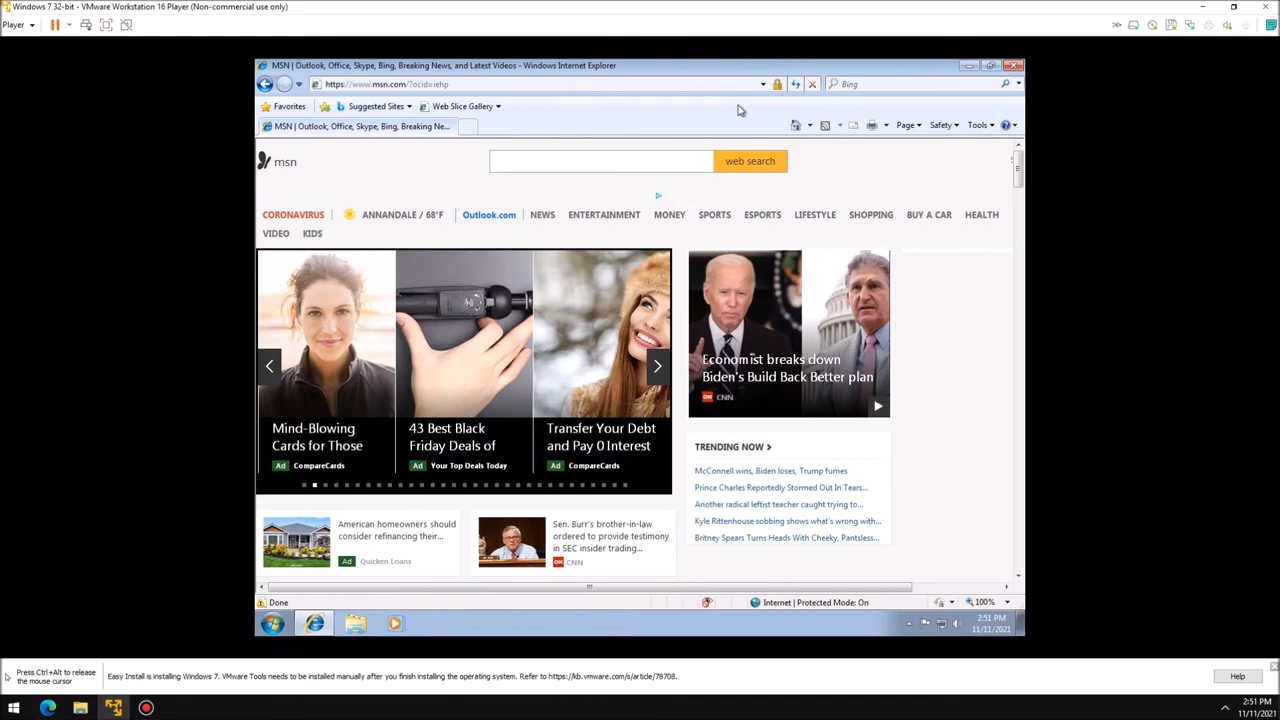 Windows 7 32-bit - VMware Workstation 16 Player (Non-commercial use only)
Player
MSN | Outlook, Office, Skype, Bing, Breaking News, and Latest Videos - Windows Internet Explorer
https://www.msn.com/?ocid=iehp
Bing
Favorites
Suggested Sites
Web Slice Gallery
MSN | Outlook, Office, Skype, Bing, Breaking Ne...
Page
Safety
Tools
msn
web search
CORONAVIRUS
ANNANDALE / 68°F
Outlook.com
NEWS
ENTERTAINMENT
MONEY
SPORTS
ESPORTS
LIFESTYLE
SHOPPING
BUY A CAR
HEALTH
VIDEO
KIDS
Mind-Blowing
Cards for Those
Ad CompareCards
43 Best Black
Friday Deals of
Ad Your Top Deals Today
Transfer Your Debt
and Pay 0 Interest
Ad CompareCards
Economist breaks down
Biden's Build Back Better plan
CNN
TRENDING NOW
McConnell wins, Biden loses, Trump fumes
Prince Charles Reportedly Stormed Out In Tears...
Another radical leftist teacher caught trying to...
Kyle Rittenhouse sobbing shows what's wrong with...
Britney Spears Turns Heads With Cheeky, Pantsless...
American homeowners should
consider refinancing their...
Ad Quicken Loans
Sen. Burr's brother-in-law
ordered to provide testimony
in SEC insider trading...
CNN
Done
Internet | Protected Mode: On
100%
2:51 PM
11/11/2021
Press Ctrl+Alt to release
the mouse cursor
Easy Install is installing Windows 7. VMware Tools needs to be installed manually after you finish installing the operating system. Refer to https://kb.vmware.com/s/article/78708.
Help
2:51 PM
11/11/2021